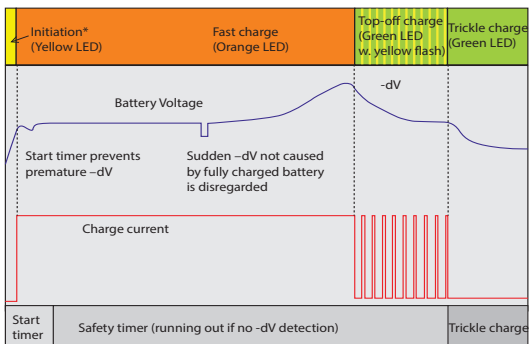 Initiation*
(Yellow LED)
Fast charge
(Orange LED)
Top-off charge
(Green LED
w. yellow flash)
Trickle charge
(Green LED)
-dV
Battery Voltage
Start timer prevents
premature –dV
Sudden –dV not caused
by fully charged battery
is disregarded
Charge current
Start
timer
Safety timer (running out if no -dV detection)
Trickle charge